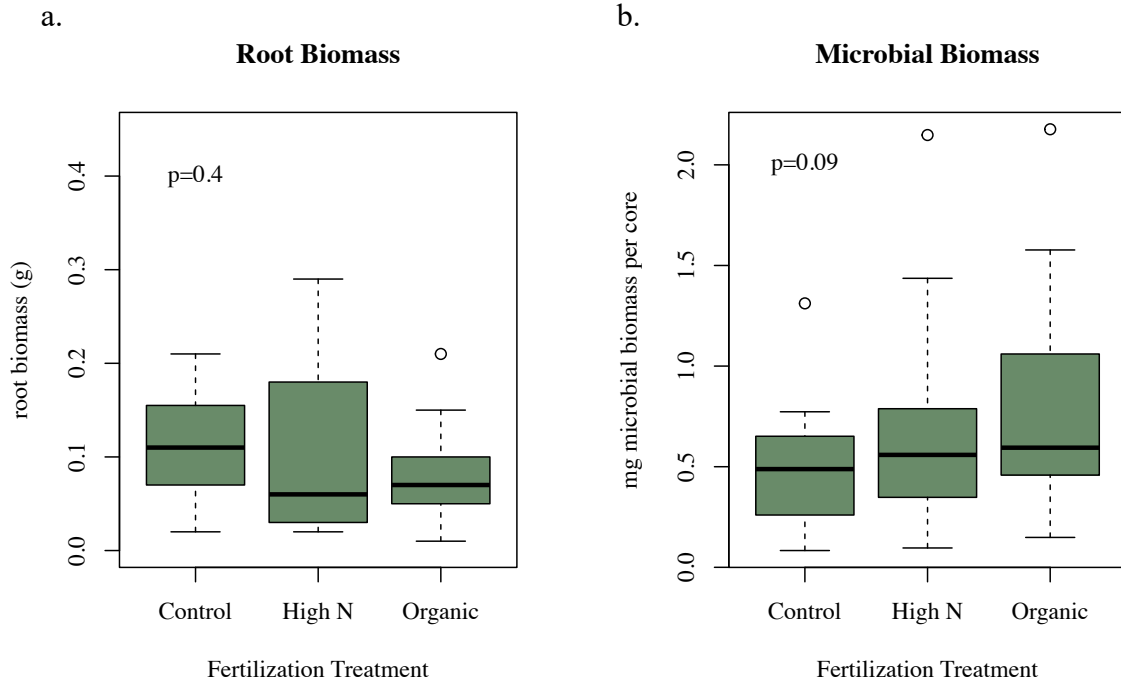 a.
Root Biomass
root biomass (g)
0.4
0.3
0.2
0.1
0.0
p=0.4
Control High N Organic
Fertilization Treatment
b.
Microbial Biomass
mg microbial biomass per core
2.0
1.5
1.0
0.5
0.0
p=0.09
Control High N Organic
Fertilization Treatment